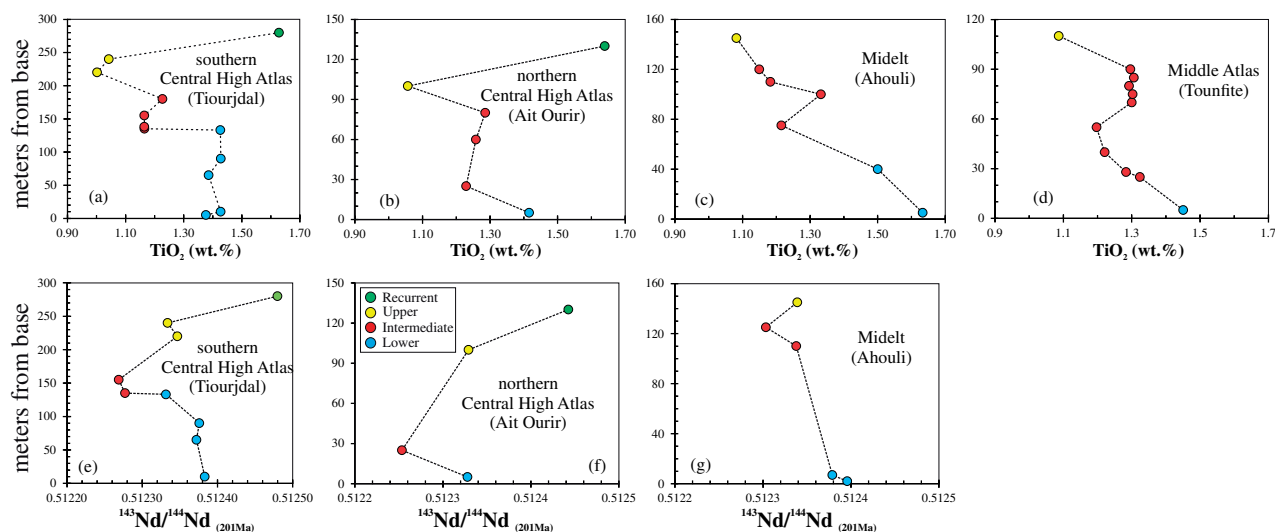 meters from base
300
250
200
150
100
50
0
southern
Central High Atlas
(Tiourjdal)
(a)
0.90 1.10 1.30 1.50 1.70
TiO2 (wt.%)
150
120
90
60
30
0
northern
Central High Atlas
(Ait Ourir)
(b)
0.90 1.10 1.30 1.50 1.70
TiO2 (wt.%)
160
120
80
40
0
Midelt
(Ahouli)
(c)
0.90 1.10 1.30 1.50 1.70
TiO2 (wt.%)
120
90
60
30
0
Middle Atlas
(Tounfite)
(d)
0.9 1.1 1.3 1.5 1.7
TiO2 (wt.%)
meters from base
300
250
200
150
100
50
0
southern
Central High Atlas
(Tiourjdal)
(e)
0.51220 0.51230 0.51240 0.51250
143Nd/144Nd (201Ma)
150
120
90
60
30
0
Recurrent
Upper
Intermediate
Lower
northern
Central High Atlas
(Ait Ourir)
(f)
0.5122 0.5123 0.5124 0.5125
143Nd/144Nd (201Ma)
160
120
80
40
0
Midelt
(Ahouli)
(g)
0.5122 0.5123 0.5124 0.5125
143Nd/144Nd (201Ma)